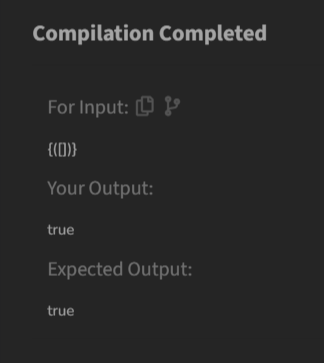 Compilation Completed
For Input:
{([])}
Your Output:
true
Expected Output:
true